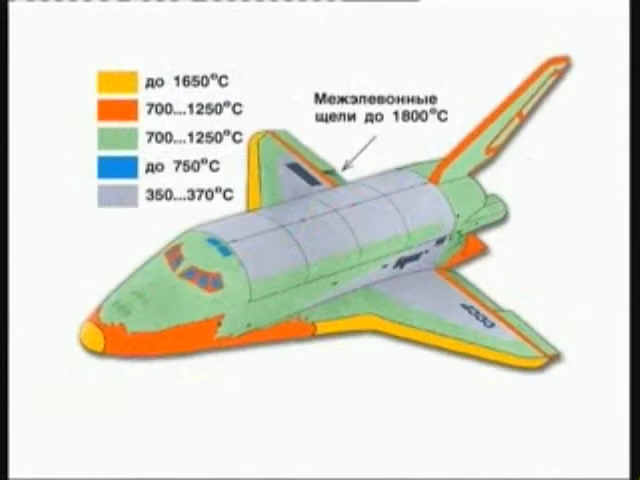 до 1650°C
700...1250°C
700...1250°C
до 750°C
350...370°C
Межэлевонные
щели до 1800°C
СССР